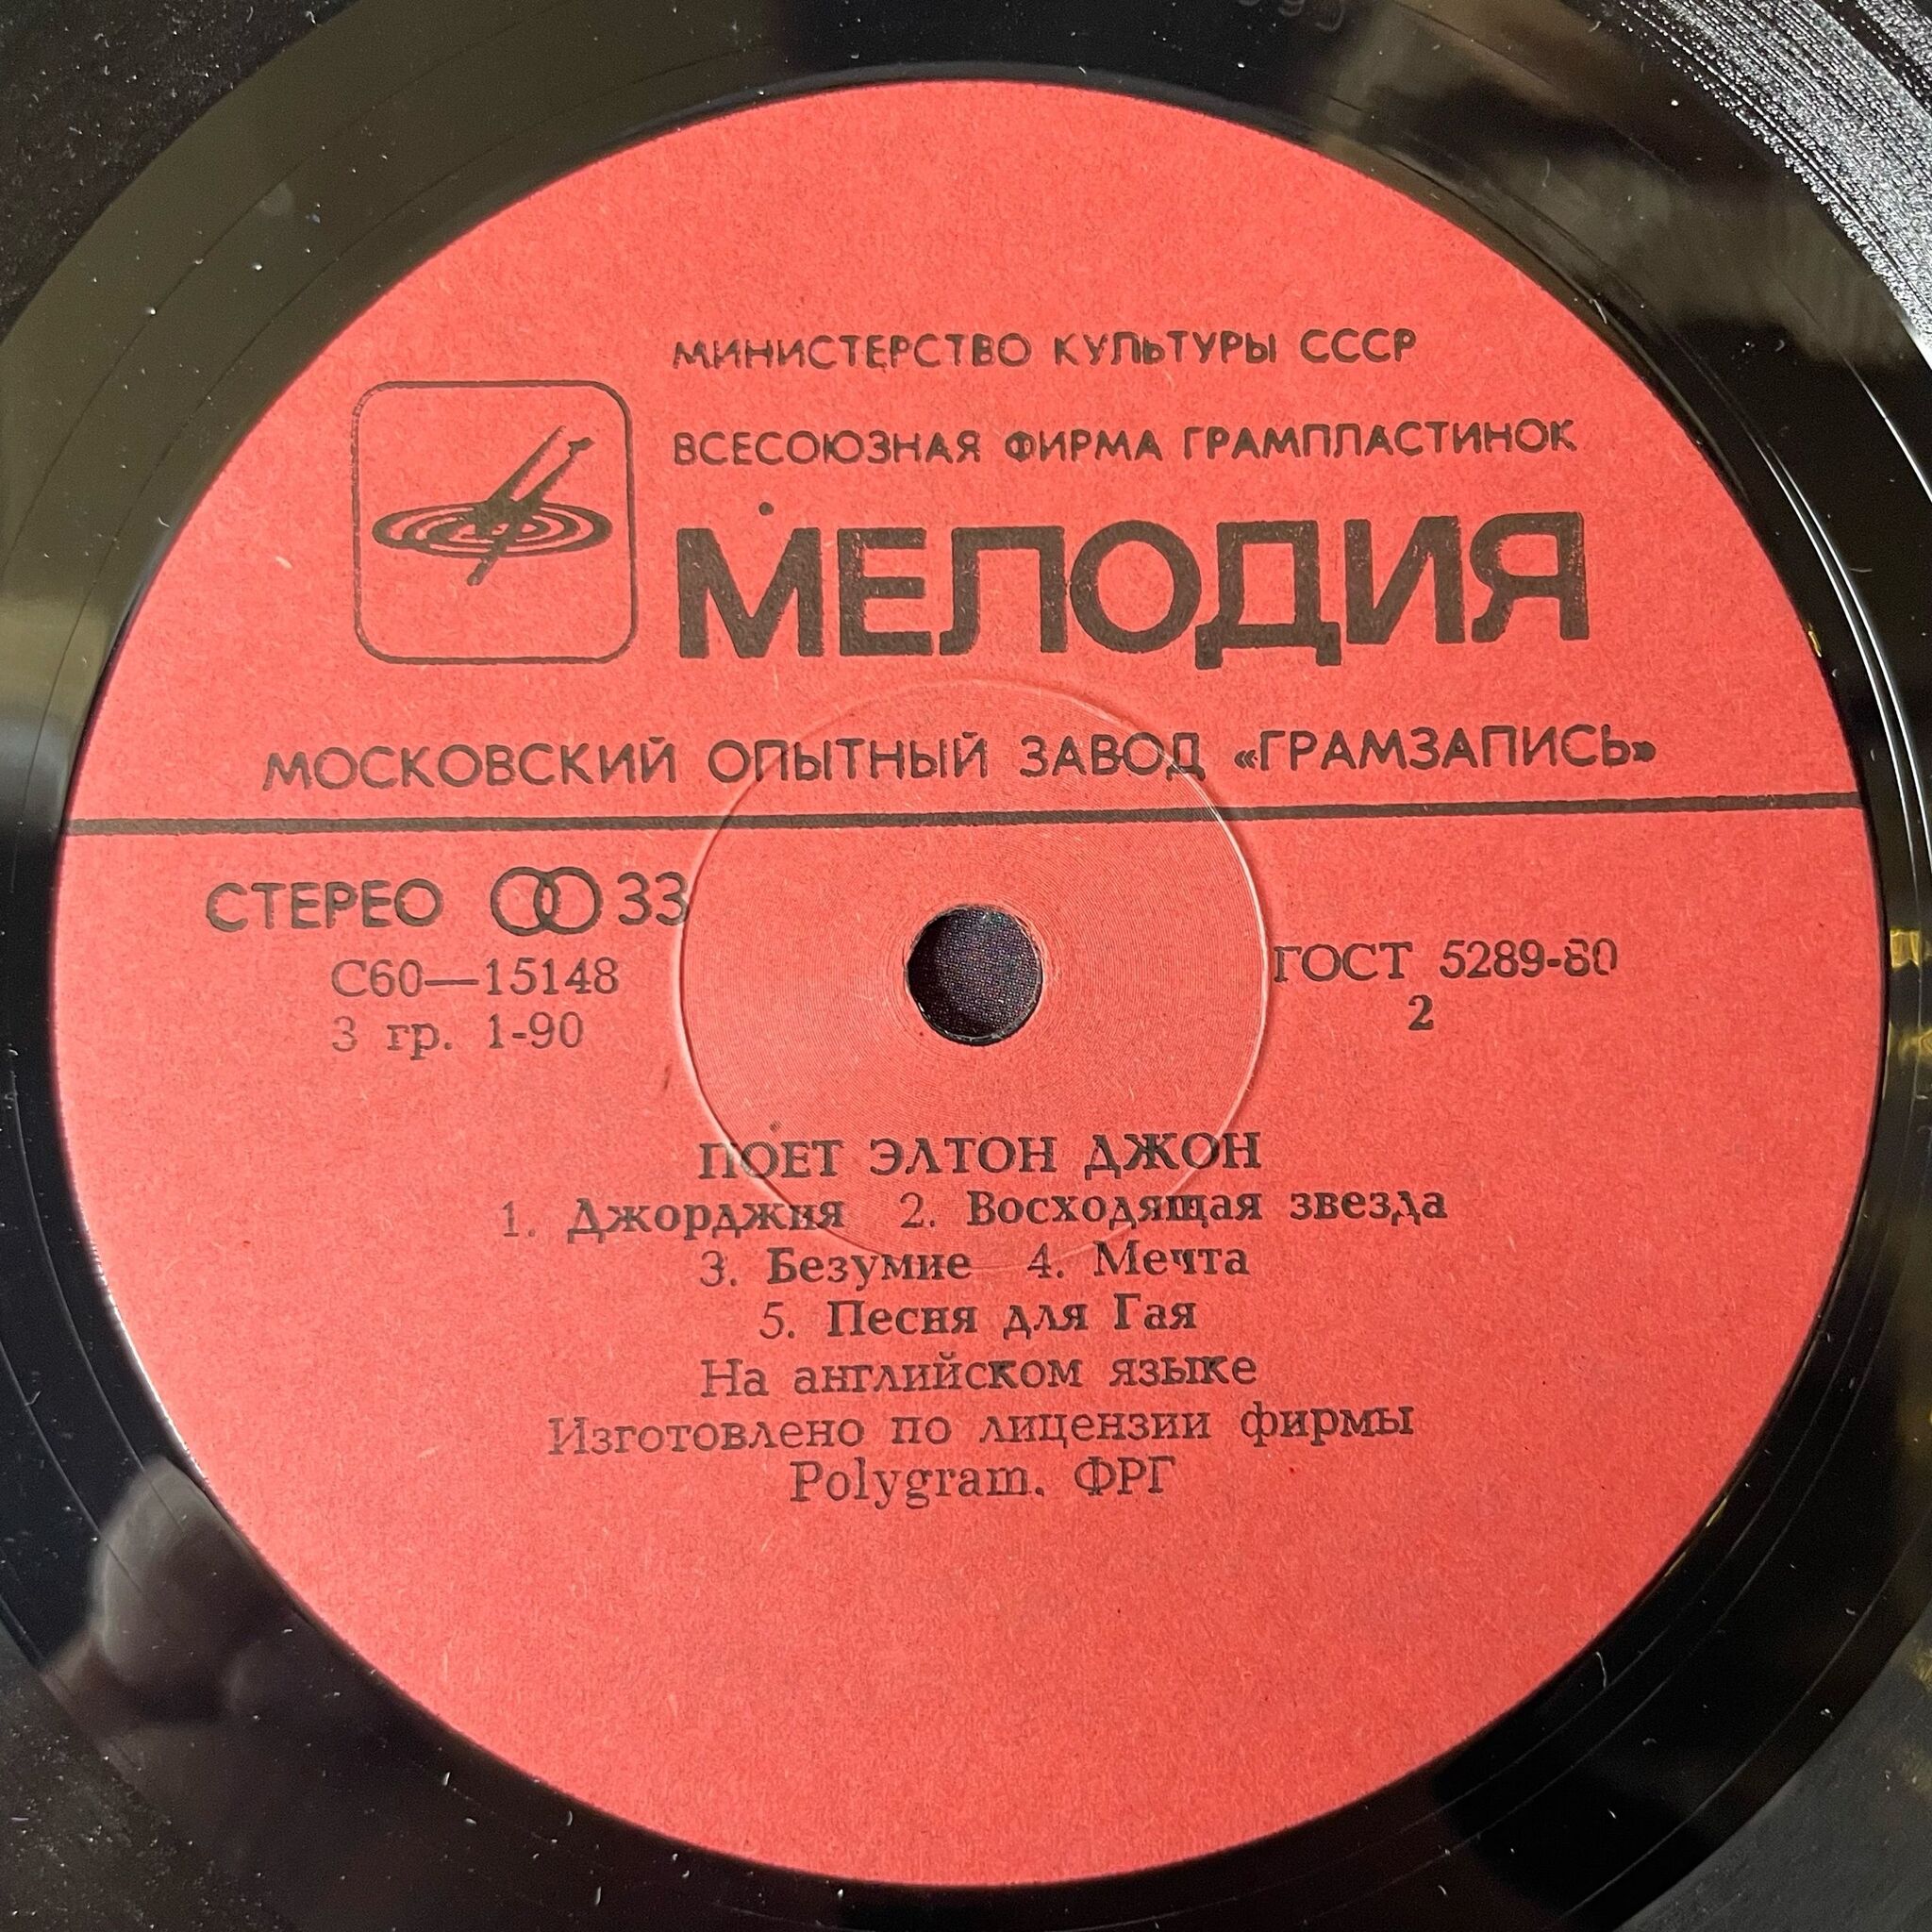 МИНИСТЕРСТВО КУЛЬТУРЫ СССР
ВСЕСОЮЗНАЯ ФИРМА ГРАМПЛАСТИНОК
МЕЛОДИЯ
МОСКОВСКИЙ ОПЫТНЫЙ ЗАВОД «ГРАМЗАПИСЬ»
СТЕРЕО 33
С60—15148
3 гр. 1-90
ГОСТ 5289-80
2
ПОЕТ ЭЛТОН ДЖОН
1. Джорджия 2. Восходящая звезда
3. Безумие 4. Мечта
5. Песня для Гая
На английском языке
Изготовлено по лицензии фирмы
Polygram. ФРГ